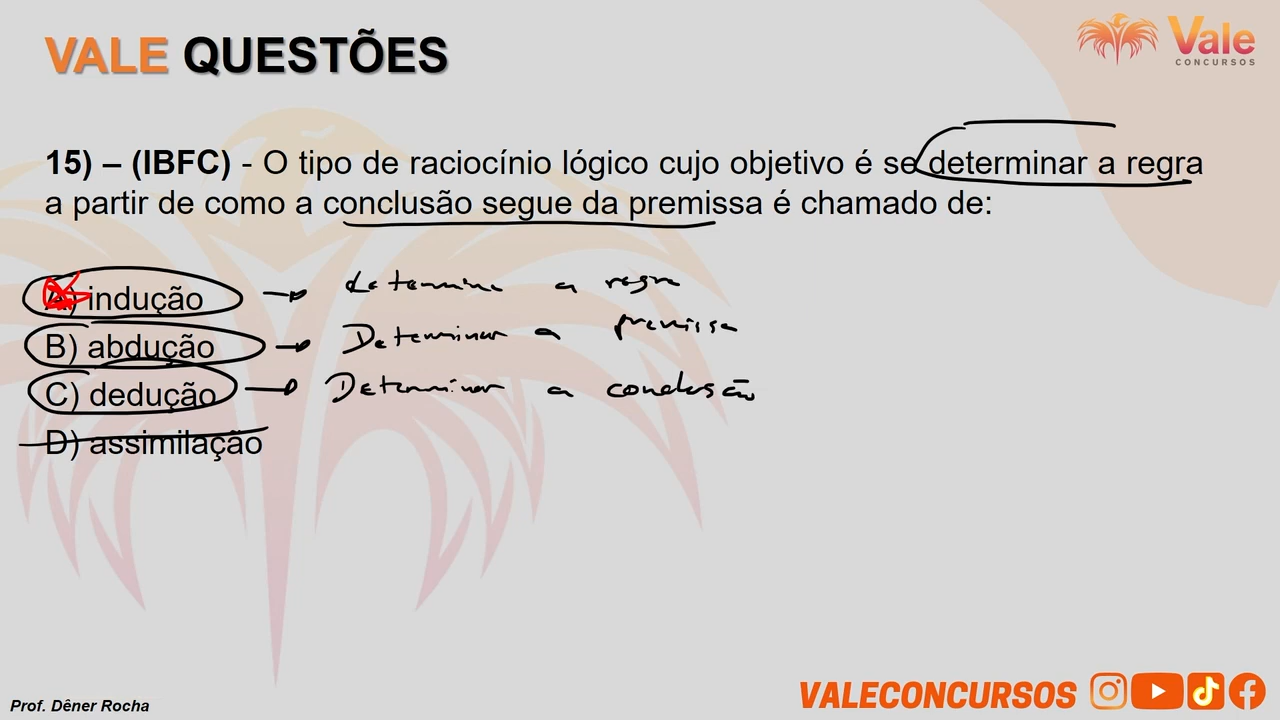 VALE QUESTÕES
Vale
CONCURSOS
15) – (IBFC) - O tipo de raciocínio lógico cujo objetivo é se determinar a regra
a partir de como a conclusão segue da premissa é chamado de:
A) indução determina a regra
B) abdução Determinar a premissa
C) dedução Determinar a conclusão
D) assimilação
VALECONCURSOS
Prof. Dêner Rocha